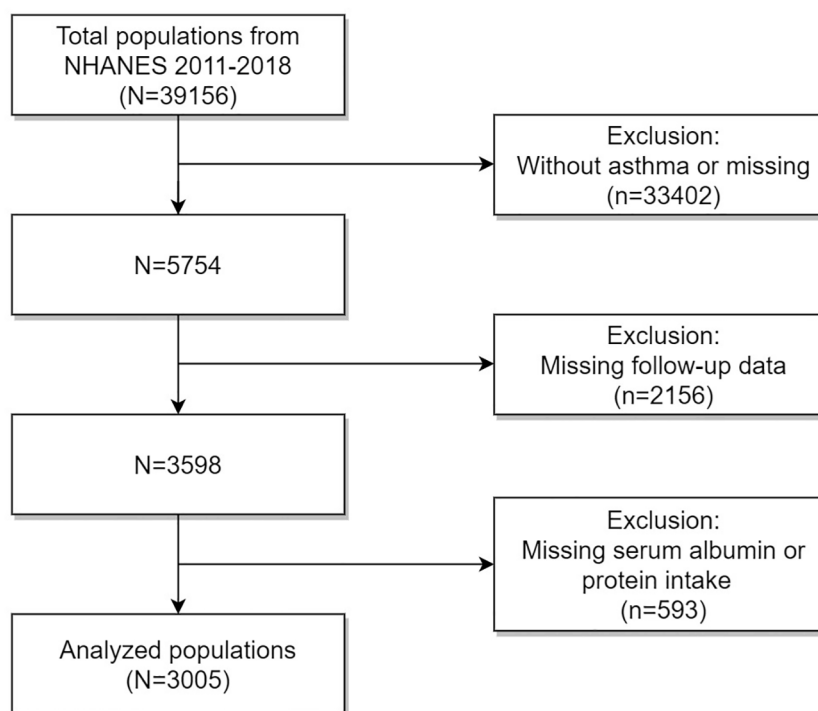 Total populations from
NHANES 2011-2018
(N=39156)
Exclusion:
Without asthma or missing
(n=33402)
N=5754
Exclusion:
Missing follow-up data
(n=2156)
N=3598
Exclusion:
Missing serum albumin or
protein intake
(n=593)
Analyzed populations
(N=3005)